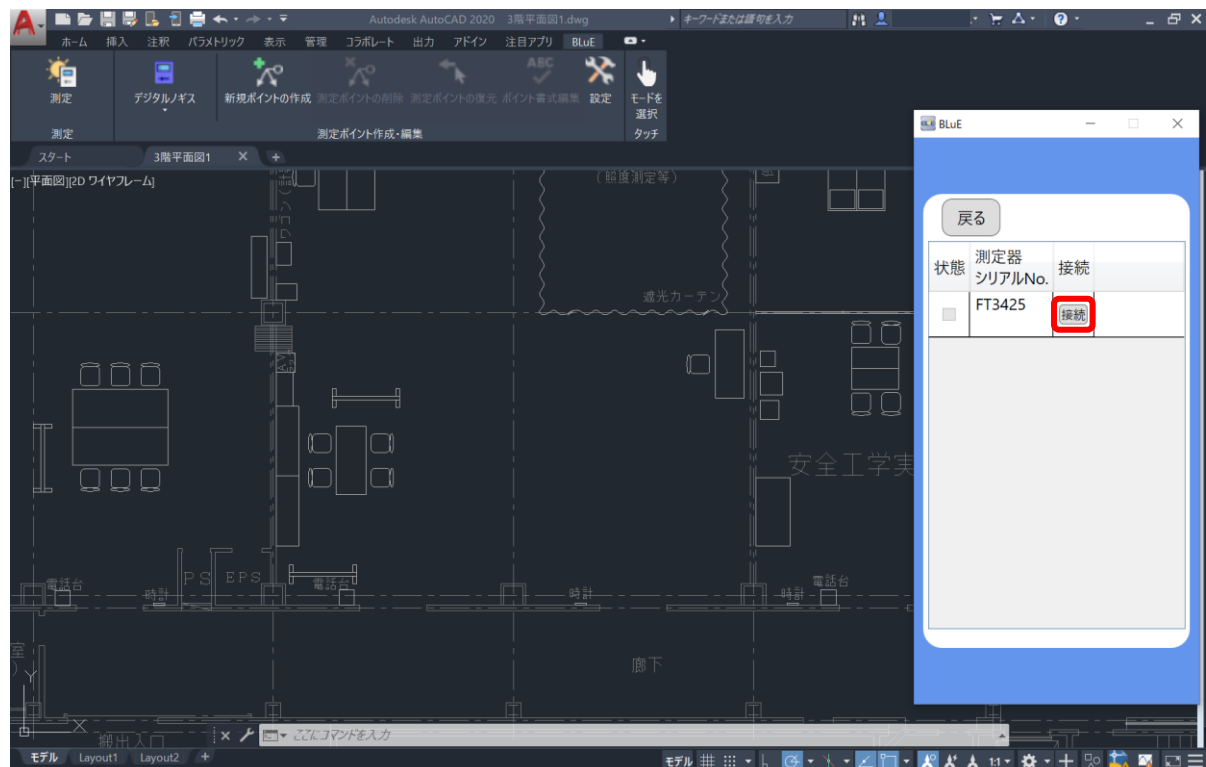 Autodesk AutoCAD 2020 3階平面図1.dwg
キーワードまたは語句を入力
ホーム 挿入 注釈 パラメトリック 表示 管理 コラボレート 出力 アドイン 注目アプリ BLuE
測定
デジタルノギス
新規ポイントの作成
測定ポイントの削除
測定ポイントの復元
ABC
ポイント書式編集
設定
モードを
選択
測定
測定ポイント作成・編集
タッチ
スタート
3階平面図1
[−][平面図][2D ワイヤフレーム]
(照度測定等)
遮光カーテン
安全工学実
PS
EPS
電話台
時計
電話台
時計
電話台
時計
廊下
搬出入口
Y
X
ここにコマンドを入力
モデル Layout1 Layout2 +
モデル
1:1
BLuE
戻る
状態
測定器
シリアルNo.
接続
FT3425
接続